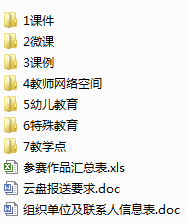 1课件
2微课
3课例
4教师网络空间
5幼儿教育
6特殊教育
7教学点
参赛作品汇总表.xls
云盘报送要求.doc
组织单位及联系人信息表.doc